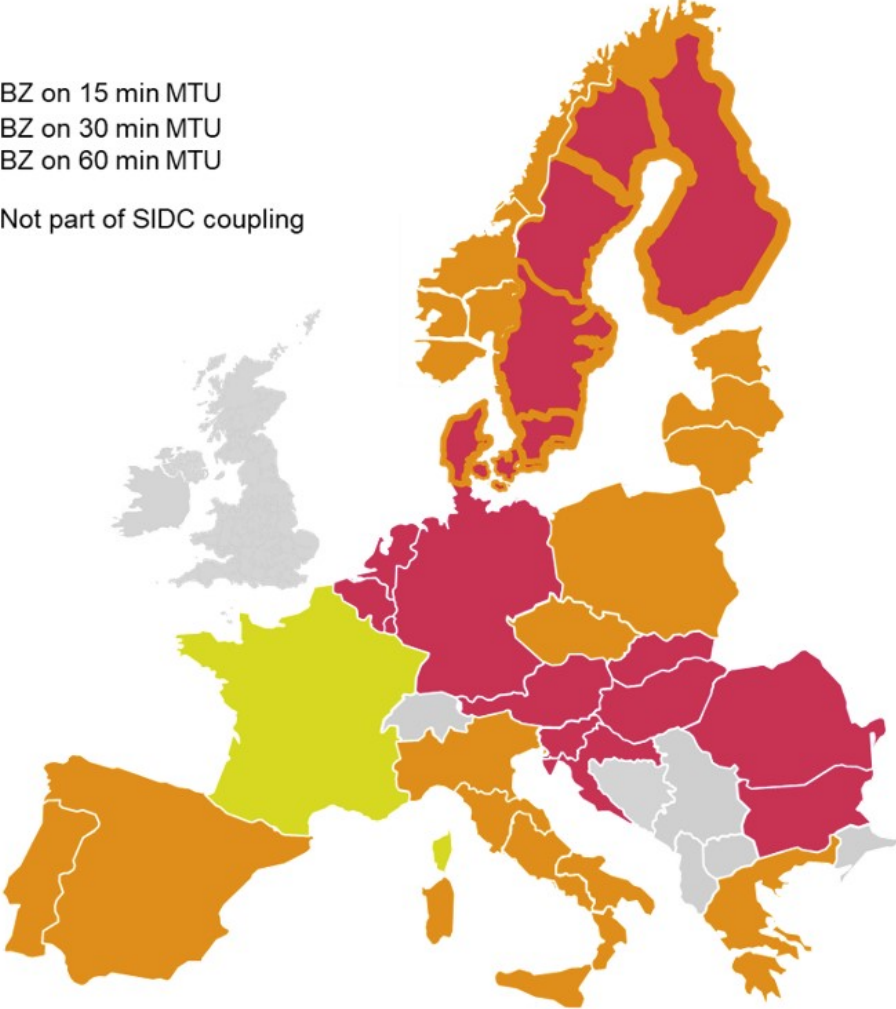 BZ on 15 min MTU
BZ on 30 min MTU
BZ on 60 min MTU
Not part of SIDC coupling